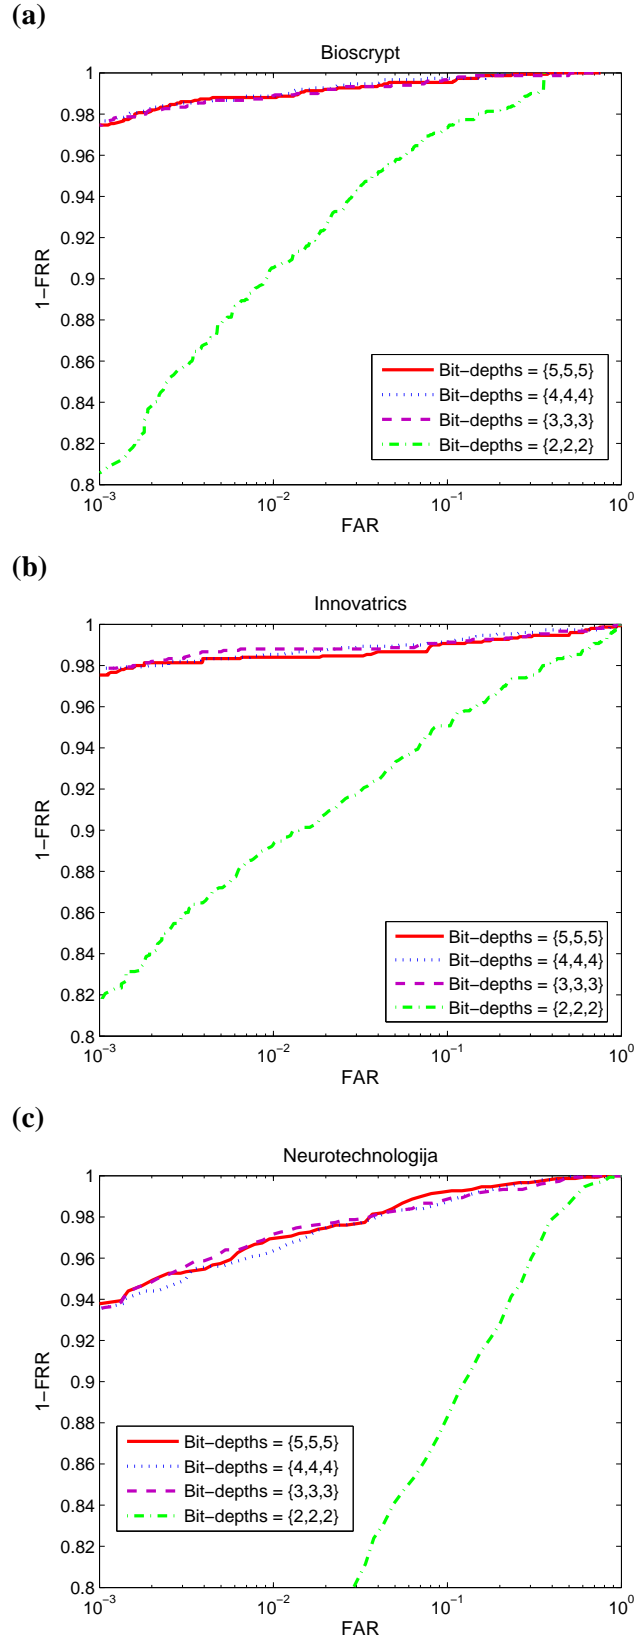 (a)
Bioscrypt
1
0.98
0.96
0.94
0.92
0.9
0.88
0.86
0.84
0.82
0.8
1−FRR
Bit−depths = {5,5,5}
Bit−depths = {4,4,4}
Bit−depths = {3,3,3}
Bit−depths = {2,2,2}
10⁻³ 10⁻² 10⁻¹ 10⁰
FAR
(b)
Innovatrics
1
0.98
0.96
0.94
0.92
0.9
0.88
0.86
0.84
0.82
0.8
1−FRR
Bit−depths = {5,5,5}
Bit−depths = {4,4,4}
Bit−depths = {3,3,3}
Bit−depths = {2,2,2}
10⁻³ 10⁻² 10⁻¹ 10⁰
FAR
(c)
Neurotechnologija
1
0.98
0.96
0.94
0.92
0.9
0.88
0.86
0.84
0.82
0.8
1−FRR
Bit−depths = {5,5,5}
Bit−depths = {4,4,4}
Bit−depths = {3,3,3}
Bit−depths = {2,2,2}
10⁻³ 10⁻² 10⁻¹ 10⁰
FAR